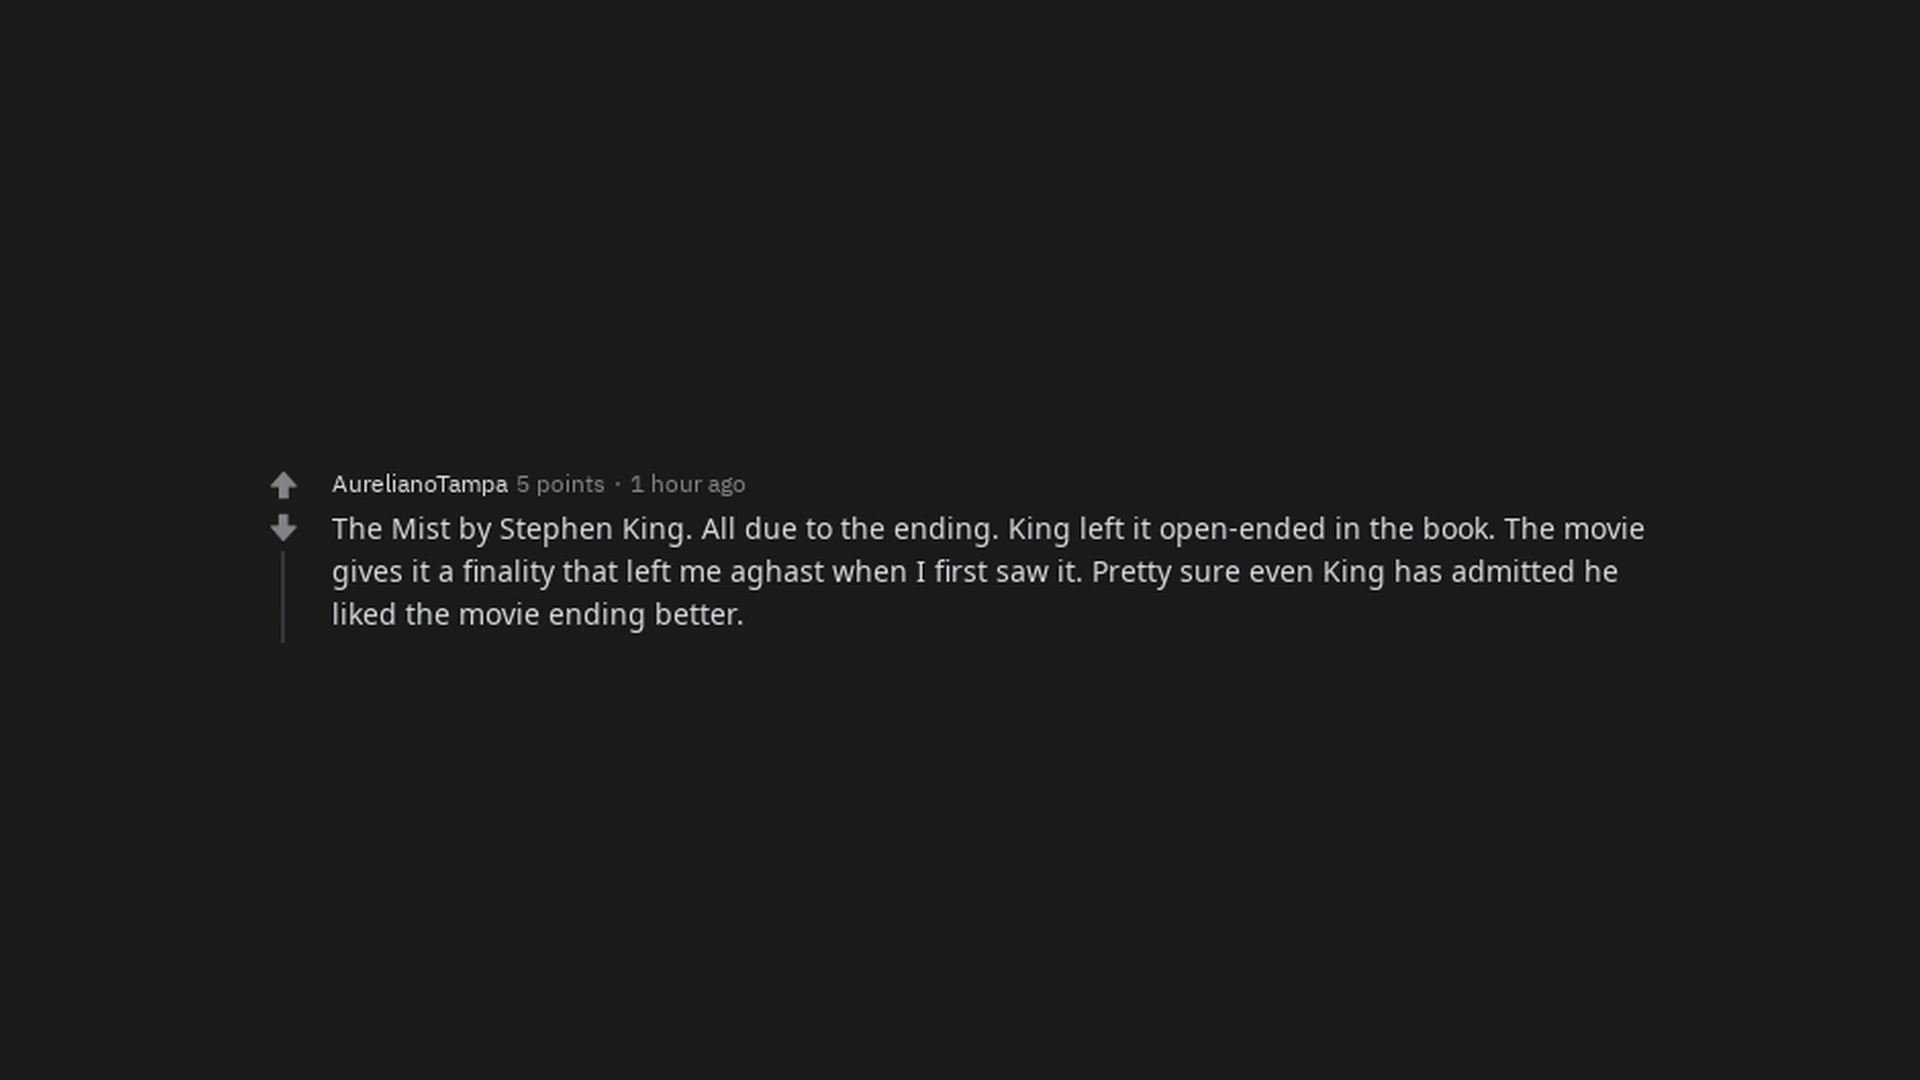 AurelianoTampa 5 points · 1 hour ago
The Mist by Stephen King. All due to the ending. King left it open-ended in the book. The movie
gives it a finality that left me aghast when I first saw it. Pretty sure even King has admitted he
liked the movie ending better.